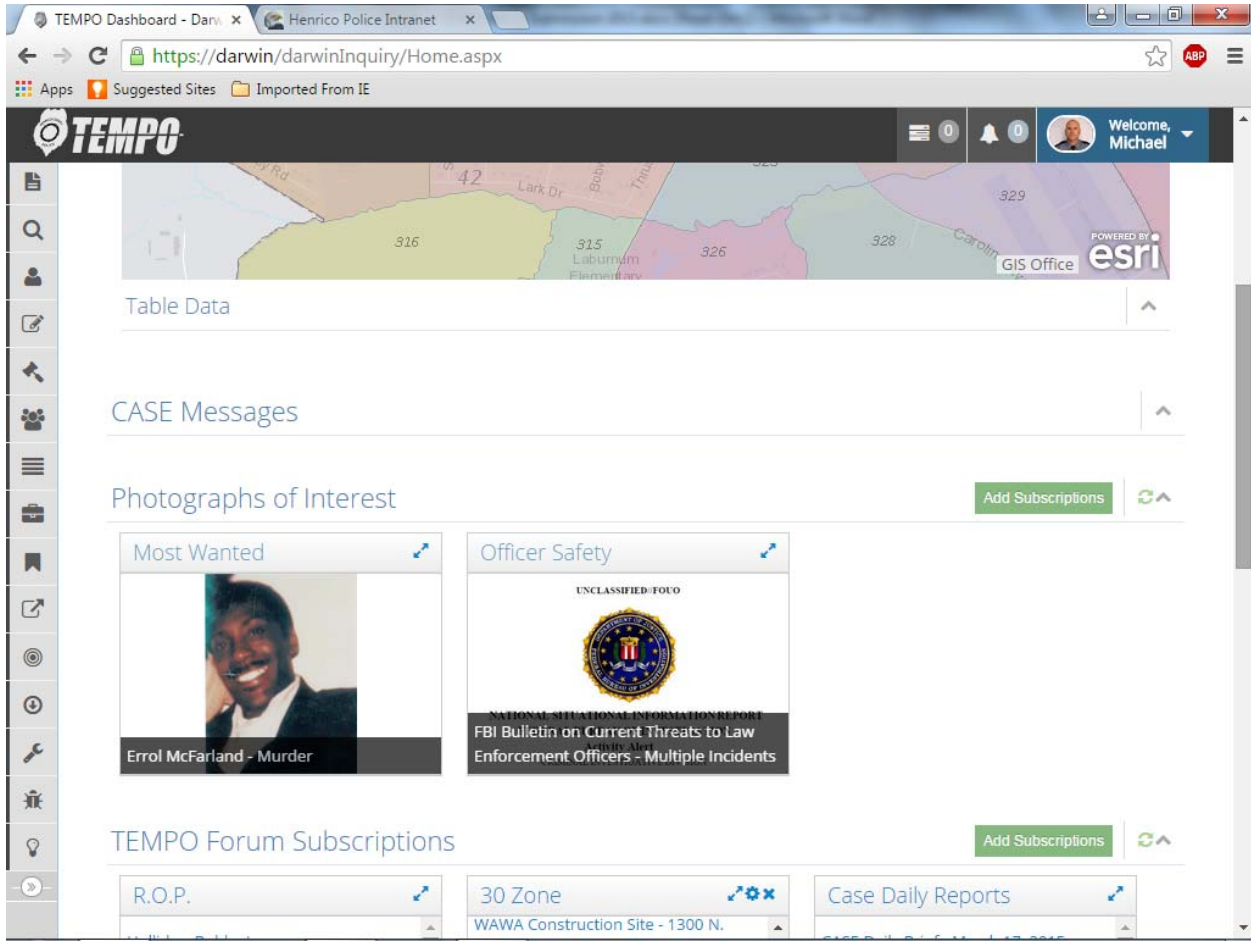 TEMPO Dashboard - Darw
Henrico Police Intranet
https://darwin/darwinInquiry/Home.aspx
ABP
Apps
Suggested Sites
Imported From IE
TEMPO
0
0
Welcome,
Michael
42
Lark Dr
329
316
315
326
328
Laburnum
Elementary
POWERED BY
esri
GIS Office
Table Data
CASE Messages
Photographs of Interest
Add Subscriptions
Most Wanted
Officer Safety
UNCLASSIFIED//FOUO
NATIONAL SITUATIONAL INFORMATION REPORT
FBI Bulletin on Current Threats to Law
Activity Alert
Enforcement Officers - Multiple Incidents
Errol McFarland - Murder
TEMPO Forum Subscriptions
Add Subscriptions
R.O.P.
30 Zone
Case Daily Reports
WAWA Construction Site - 1300 N.